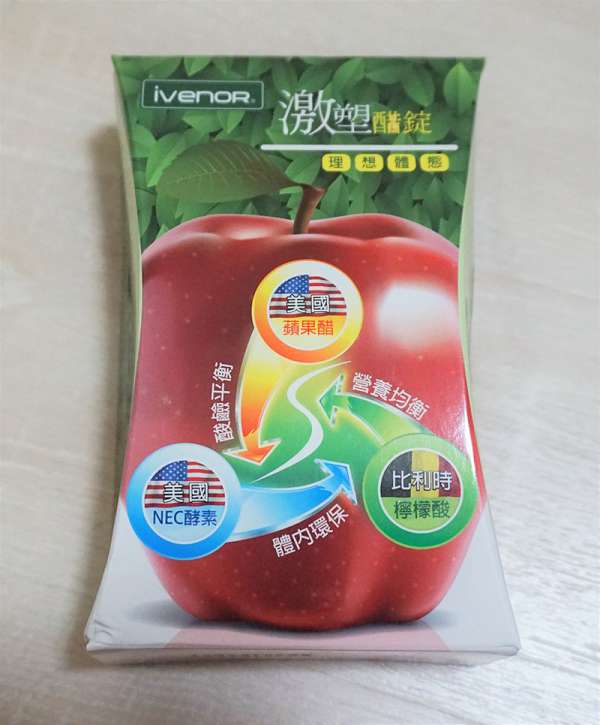 iVENOR®
激塑醋錠
理想體態
美國
蘋果醋
酸鹼平衡
營養均衡
美國
NEC酵素
比利時
檸檬酸
體內環保